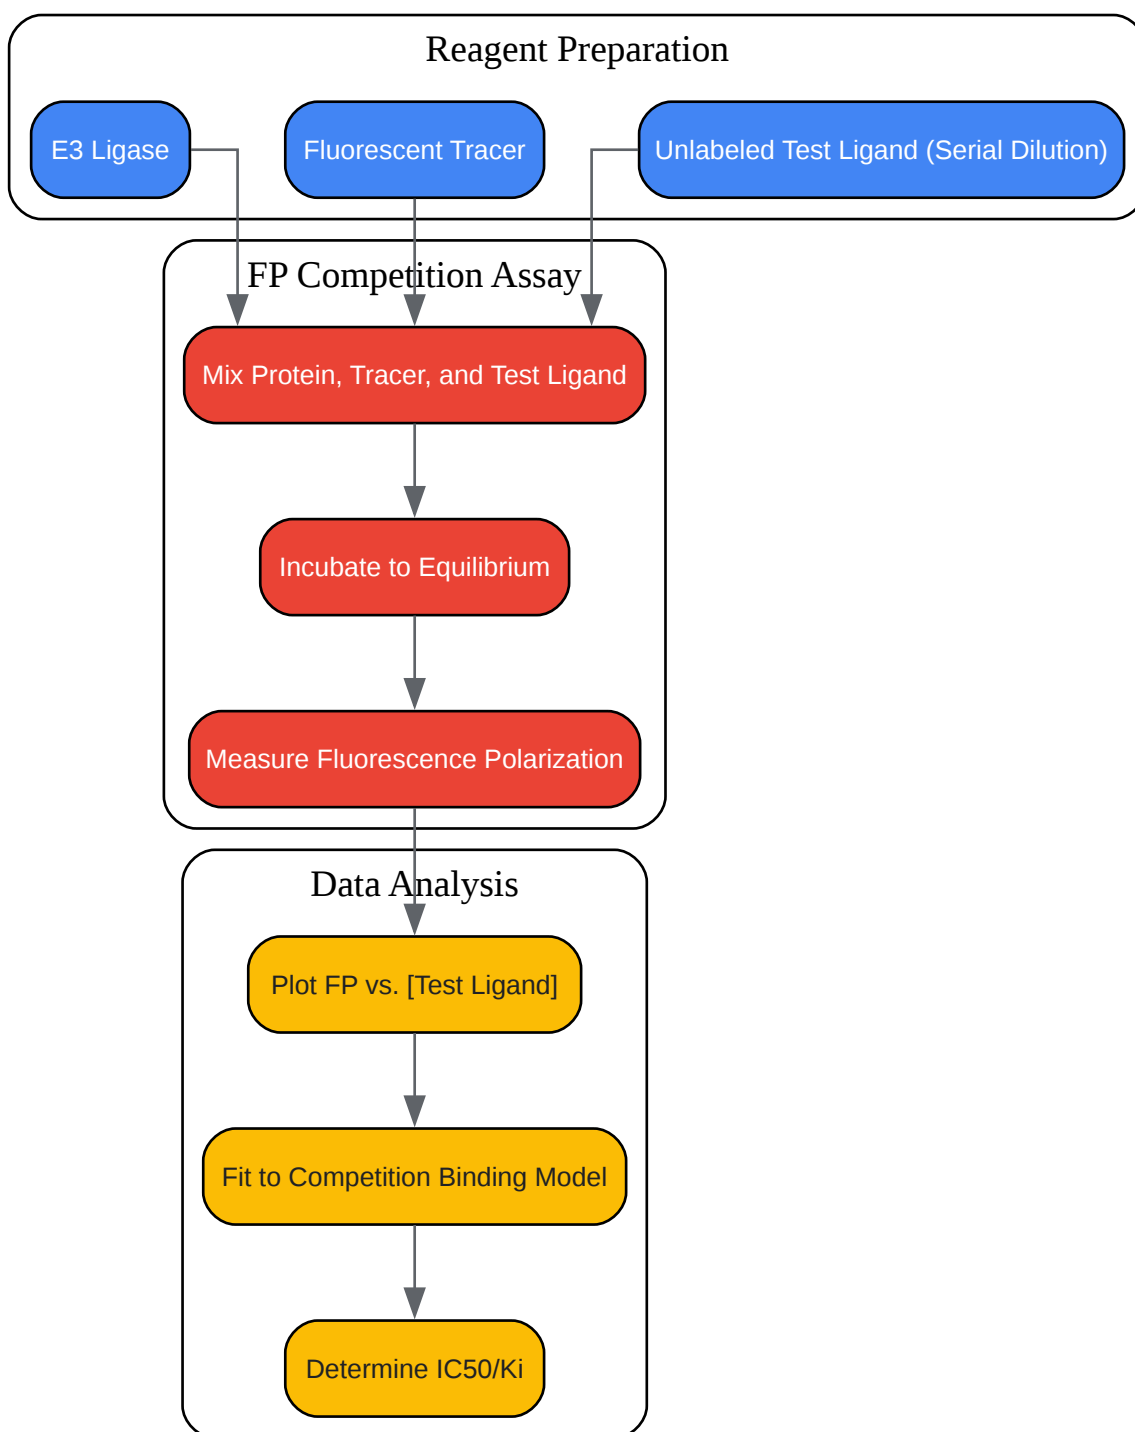 Reagent Preparation
E3 Ligase
Fluorescent Tracer
Unlabeled Test Ligand (Serial Dilution)
FP Competition Assay
Mix Protein, Tracer, and Test Ligand
Incubate to Equilibrium
Measure Fluorescence Polarization
Data Analysis
Plot FP vs. [Test Ligand]
Fit to Competition Binding Model
Determine IC50/Ki